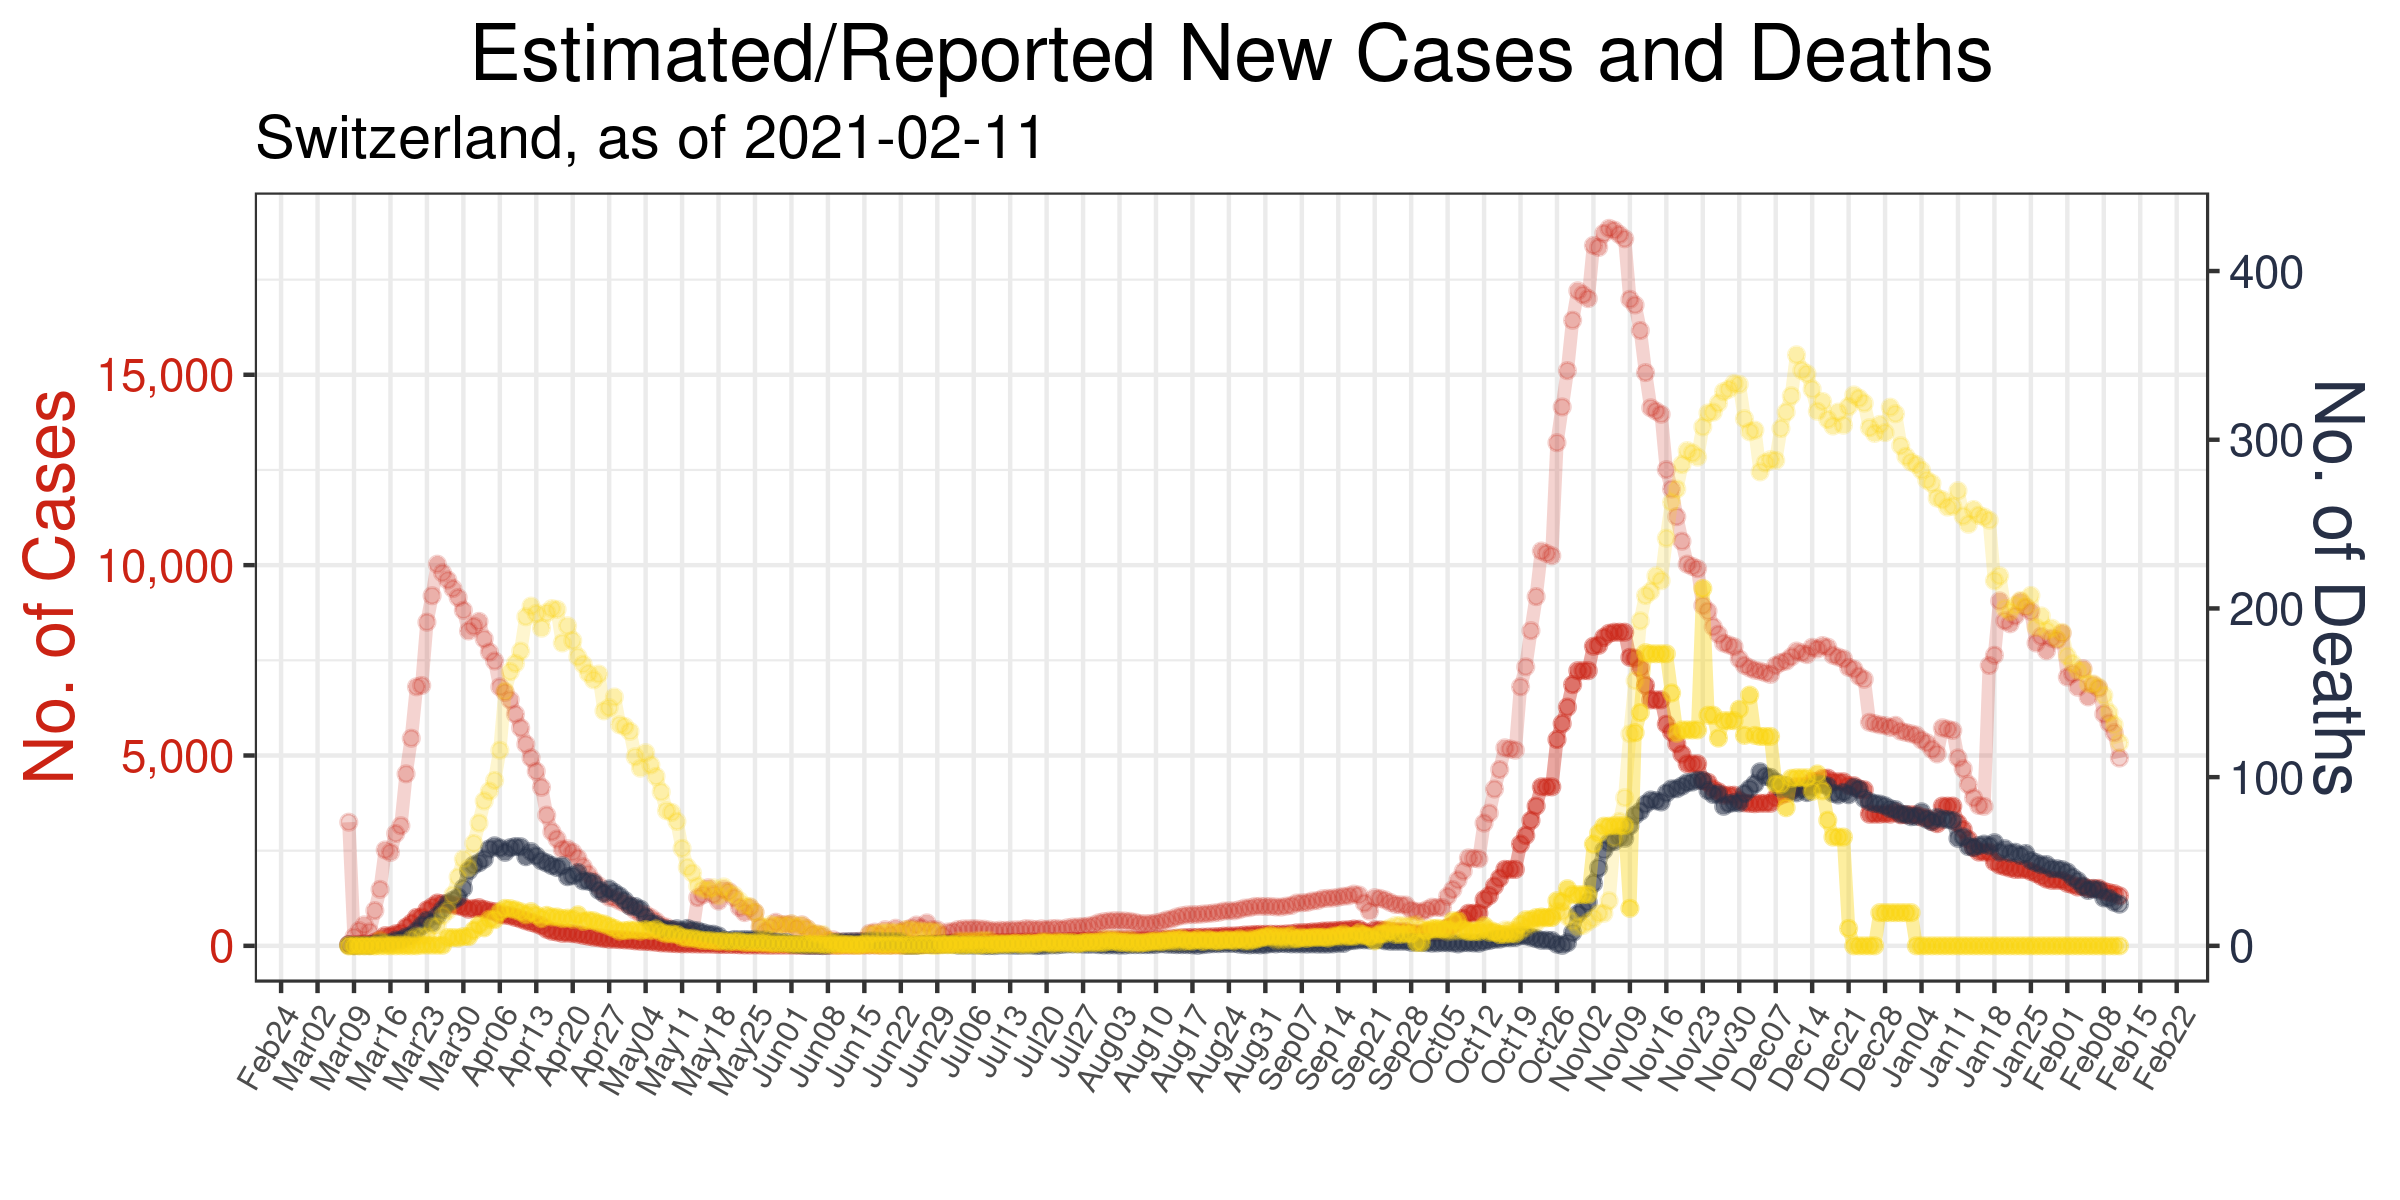 Estimated/Reported New Cases and Deaths
Switzerland, as of 2021-02-11
No. of Cases
15,000
10,000
5,000
0
400
300
200
100
0
No. of Deaths
Feb24
Mar02
Mar09
Mar16
Mar23
Mar30
Apr06
Apr13
Apr20
Apr27
May04
May11
May18
May25
Jun01
Jun08
Jun15
Jun22
Jun29
Jul06
Jul13
Jul20
Jul27
Aug03
Aug10
Aug17
Aug24
Aug31
Sep07
Sep14
Sep21
Sep28
Oct05
Oct12
Oct19
Oct26
Nov02
Nov09
Nov16
Nov23
Nov30
Dec07
Dec14
Dec21
Dec28
Jan04
Jan11
Jan18
Jan25
Feb01
Feb08
Feb15
Feb22